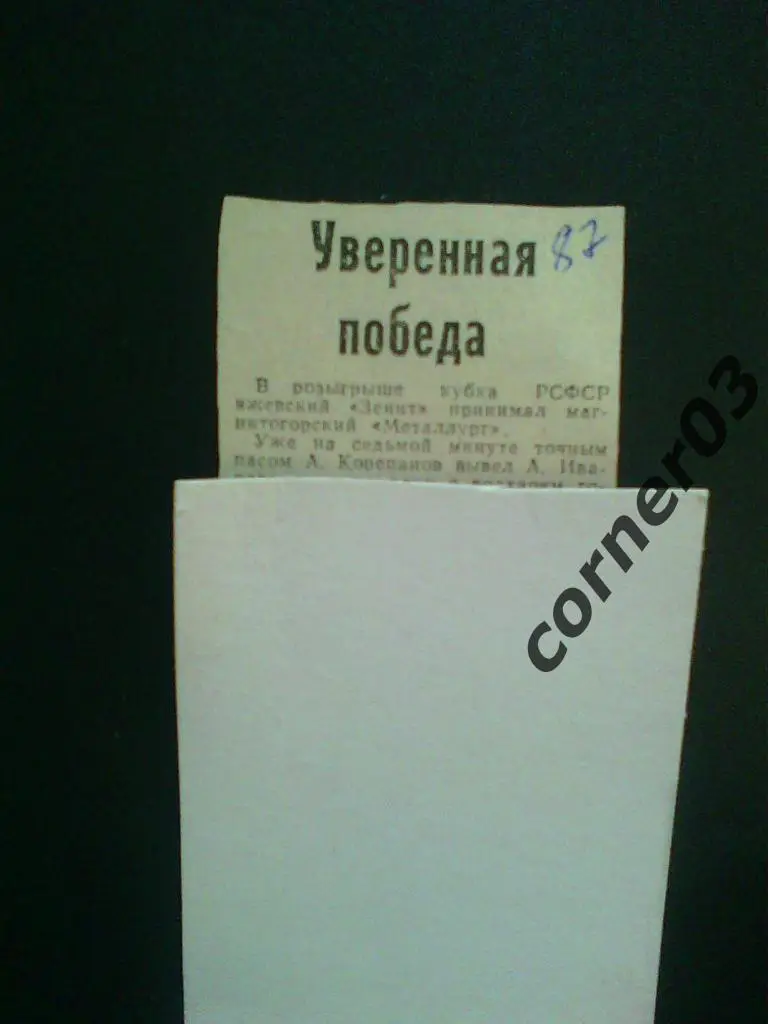 Уверенная 87
победа
В розыгрыше кубка РСФСР
ижевский «Зенит» принимал маг-
нитогорский «Металлург».
Уже на седьмой минуте точным
пасом А. Корепанов вывел А. Ива-
corner03